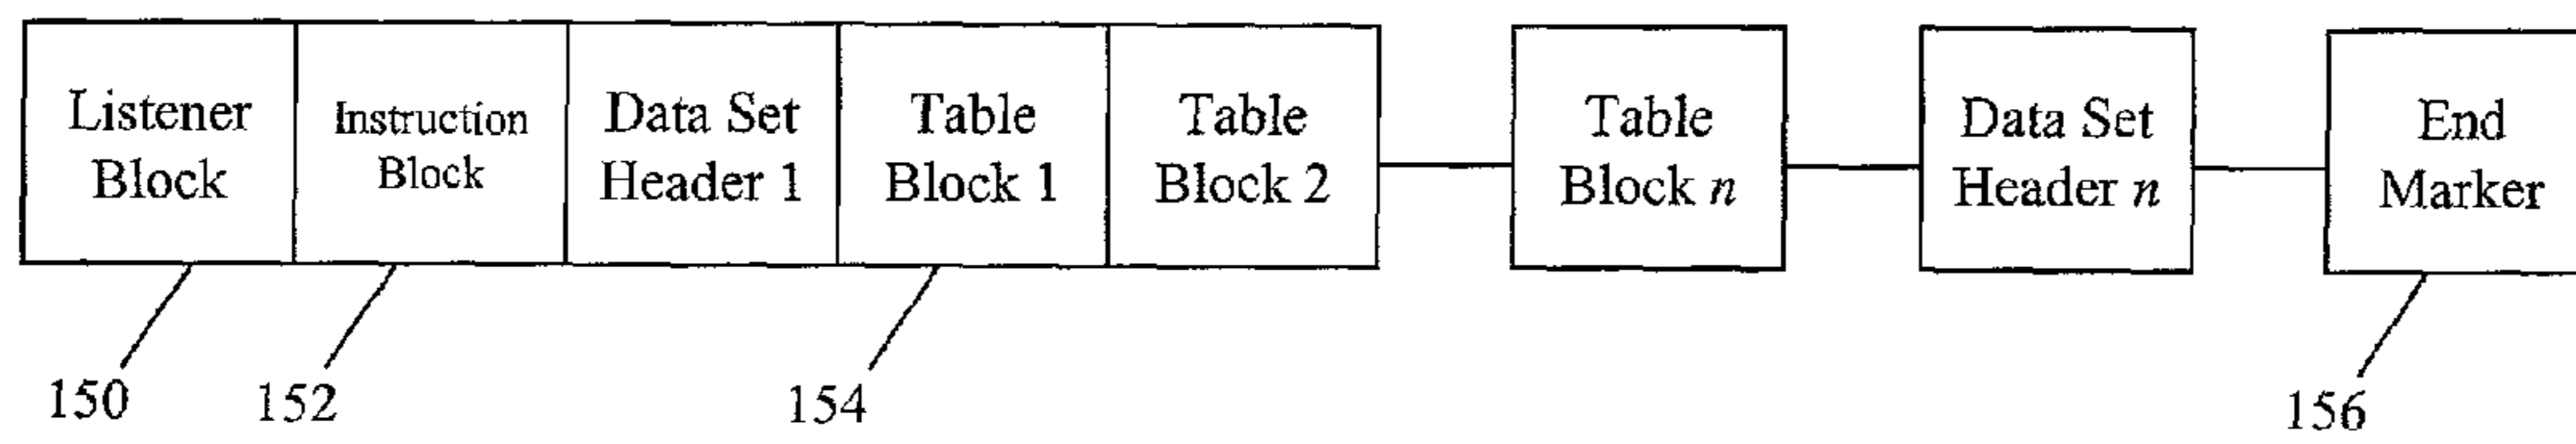 Listener
Block
Instruction
Block
Data Set
Header 1
Table
Block 1
Table
Block 2
Table
Block n
Data Set
Header n
End
Marker
150
152
154
156